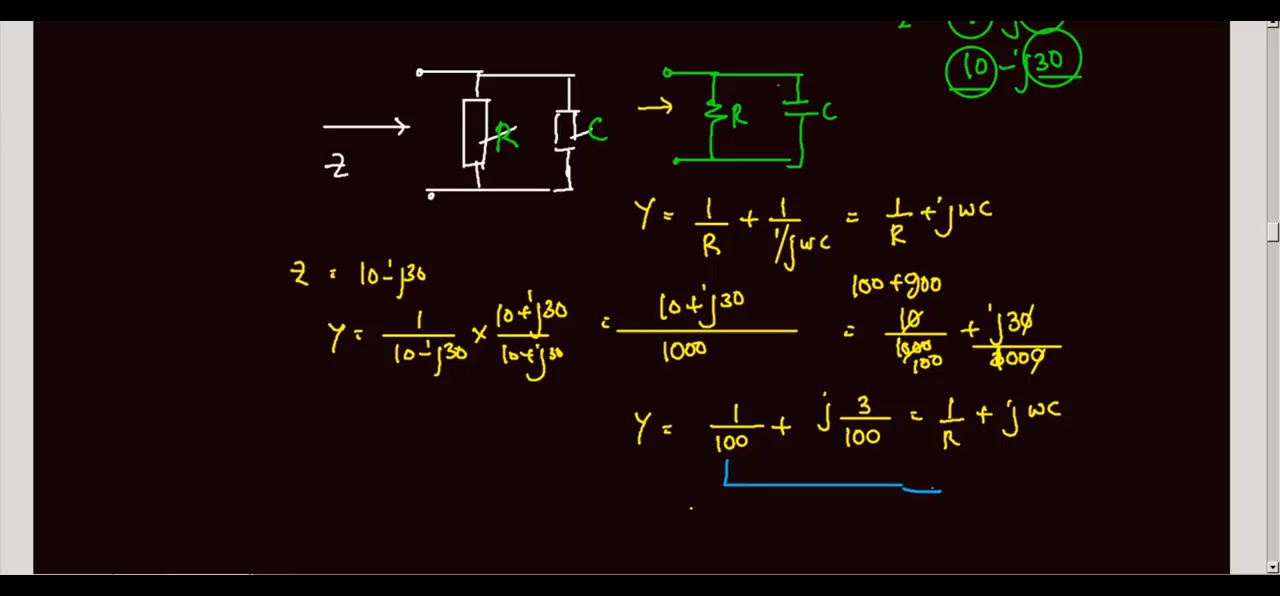 10 - j30
R
C
R
C
Z
Y = 1/R + 1/(1/jwc) = 1/R + jwc
Z = 10 - j30
100 + 900
Y = 1/(10 - j30) × (10 + j30)/(10 + j30) = (10 + j30)/1000 = 10/1000 + j30/1000
100
Y = 1/100 + j 3/100 = 1/R + jwc